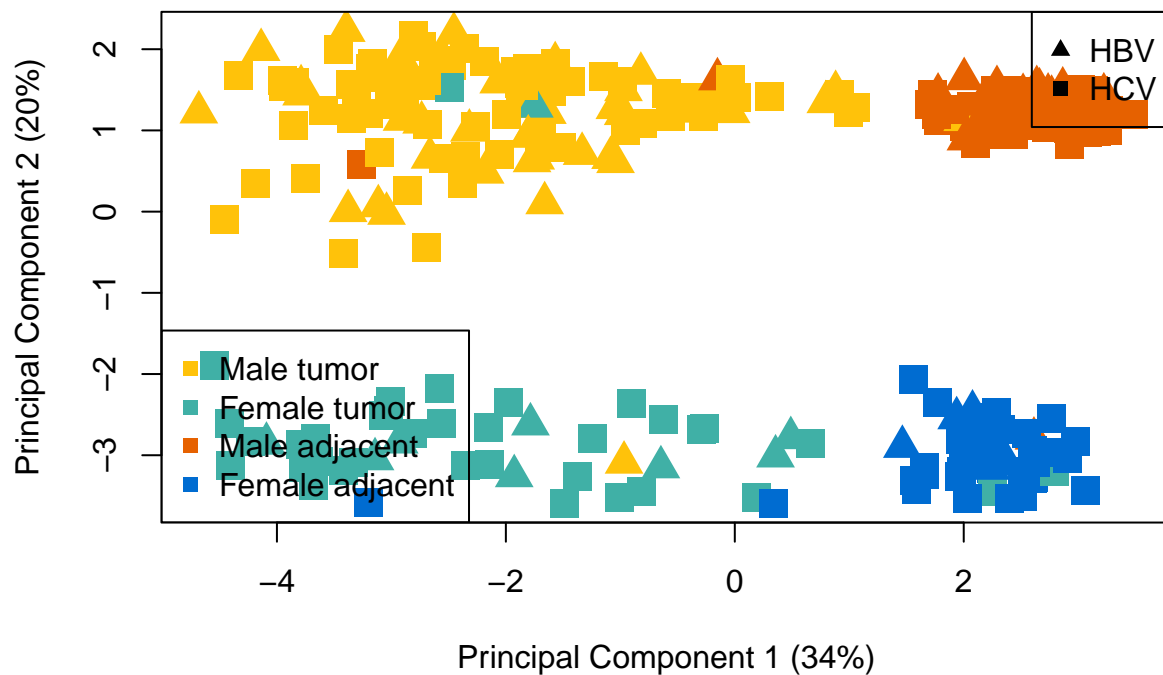 HBV
HCV
Male tumor
Female tumor
Male adjacent
Female adjacent
2
1
0
−1
−2
−3
Principal Component 2 (20%)
−4
−2
0
2
Principal Component 1 (34%)